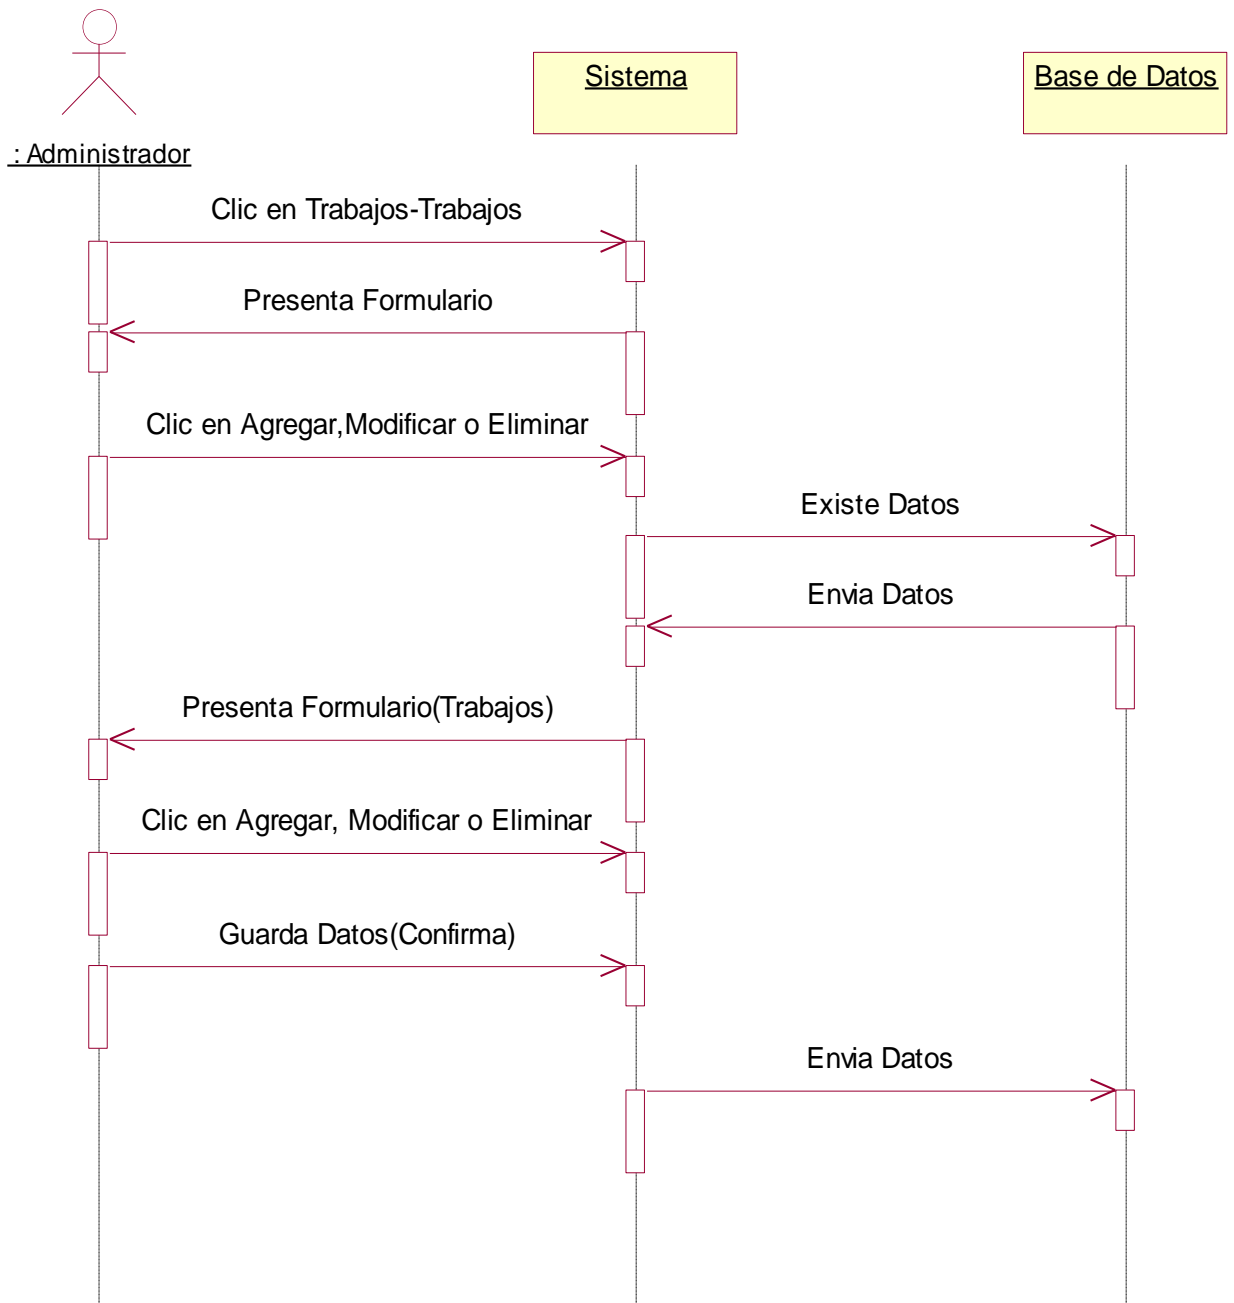 Sistema
Base de Datos
: Administrador
Clic en Trabajos-Trabajos
Presenta Formulario
Clic en Agregar,Modificar o Eliminar
Existe Datos
Envia Datos
Presenta Formulario(Trabajos)
Clic en Agregar, Modificar o Eliminar
Guarda Datos(Confirma)
Envia Datos